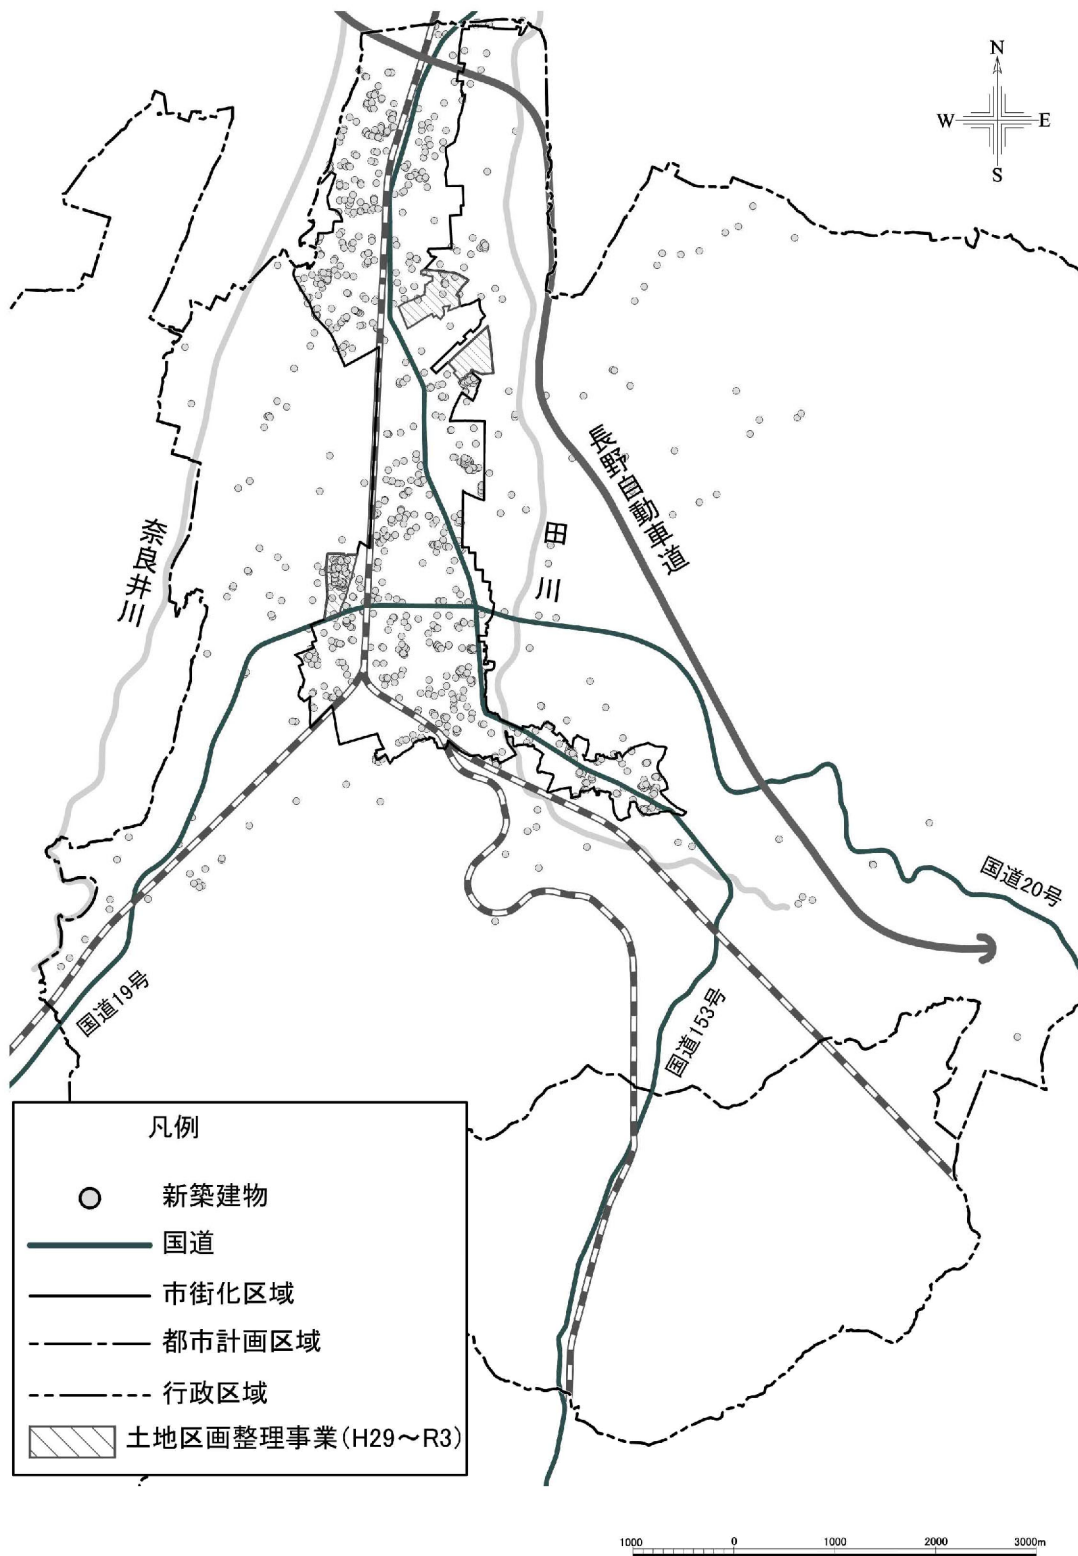 N
W
E
S
長野自動車道
田川
奈良井川
国道20号
国道19号
国道153号
凡例
新築建物
国道
市街化区域
都市計画区域
行政区域
土地区画整理事業(H29～R3)
1000 0 1000 2000 3000m